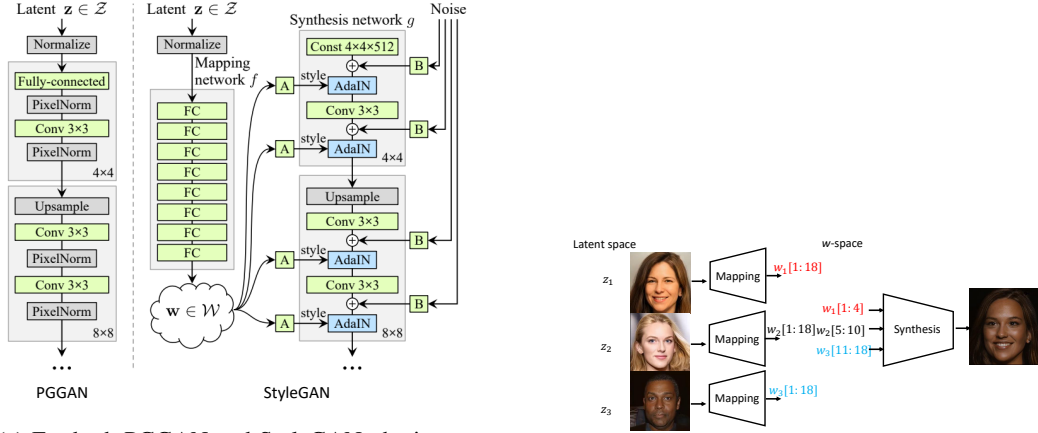 Latent z ∈ Z
Normalize
Fully-connected
PixelNorm
Conv 3×3
PixelNorm
4×4
Upsample
Conv 3×3
PixelNorm
Conv 3×3
PixelNorm
8×8
...
PGGAN
Latent z ∈ Z
Normalize
Mapping
network f
FC
FC
FC
FC
FC
FC
FC
FC
w ∈ W
A
style
A
style
A
style
A
style
Synthesis network g
Noise
Const 4×4×512
B
AdaIN
Conv 3×3
B
AdaIN
4×4
Upsample
Conv 3×3
B
AdaIN
Conv 3×3
B
AdaIN
8×8
...
StyleGAN
Latent space
w-space
z₁
Mapping
w₁[1:18]
z₂
Mapping
w₂[1:18]
z₃
Mapping
w₃[1:18]
w₁[1:4]
w₂[5:10]
w₃[11:18]
Synthesis